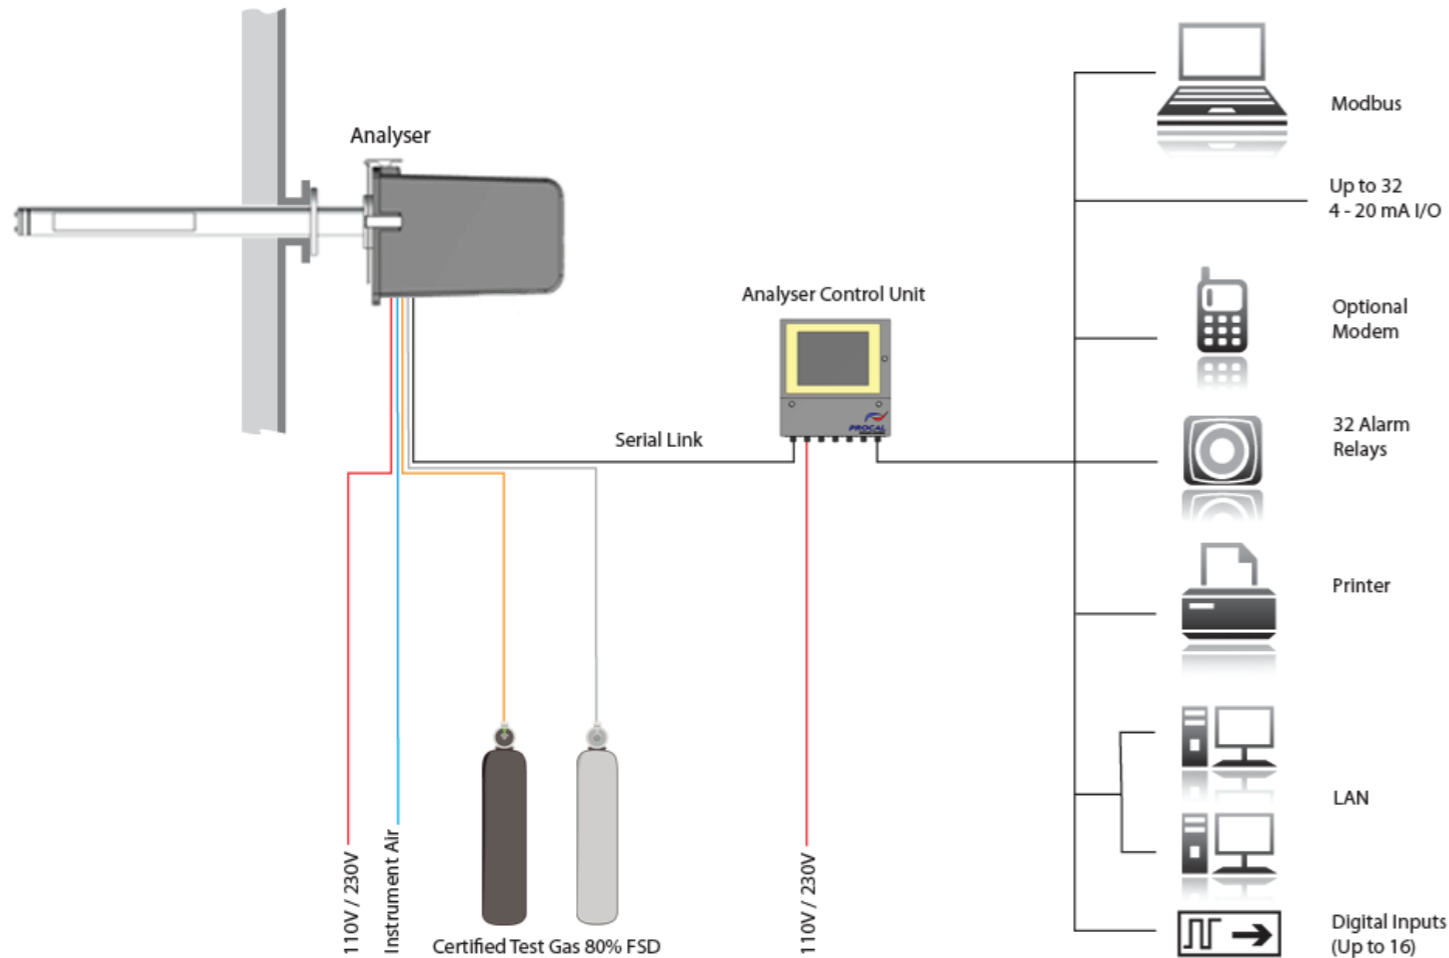 Analyser
Modbus
Up to 32
4 - 20 mA I/O
Analyser Control Unit
Optional
Modem
PROCAL
Serial Link
32 Alarm
Relays
Printer
LAN
110V / 230V
Instrument Air
Certified Test Gas 80% FSD
110V / 230V
Digital Inputs
(Up to 16)